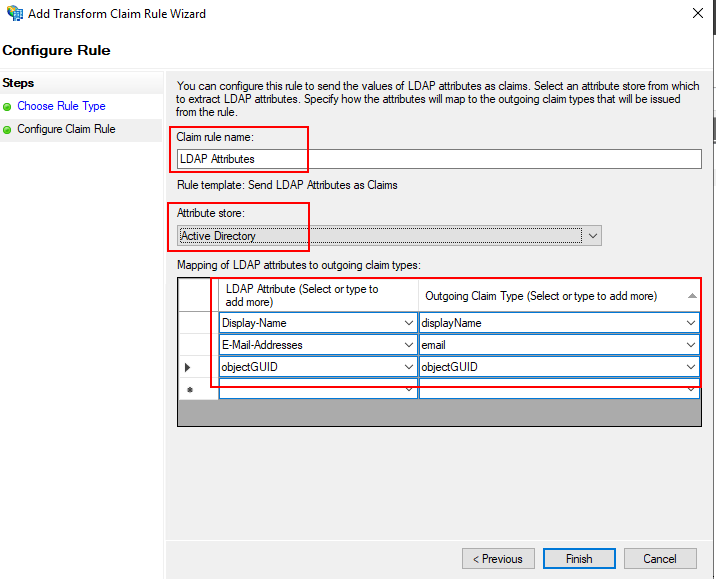 Add Transform Claim Rule Wizard
Configure Rule
Steps
Choose Rule Type
Configure Claim Rule
You can configure this rule to send the values of LDAP attributes as claims. Select an attribute store from which
to extract LDAP attributes. Specify how the attributes will map to the outgoing claim types that will be issued
from the rule.
Claim rule name:
LDAP Attributes
Rule template: Send LDAP Attributes as Claims
Attribute store:
Active Directory
Mapping of LDAP attributes to outgoing claim types:
LDAP Attribute (Select or type to
add more)
Outgoing Claim Type (Select or type to add more)
Display-Name
displayName
E-Mail-Addresses
email
objectGUID
objectGUID
< Previous
Finish
Cancel